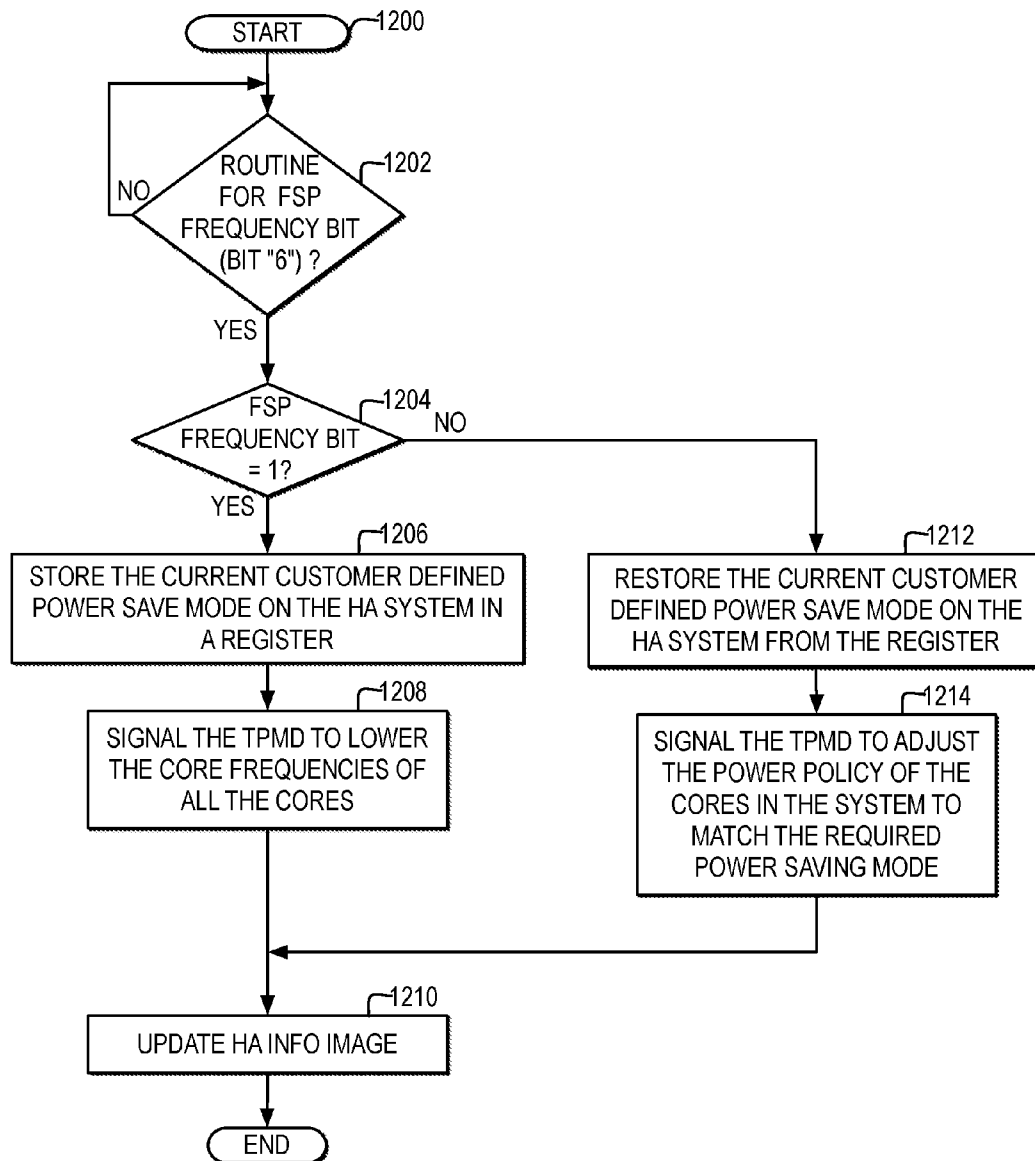 START
1200
ROUTINE
FOR FSP
FREQUENCY BIT
(BIT "6") ?
1202
NO
YES
FSP
FREQUENCY BIT
= 1?
1204
NO
YES
1206
STORE THE CURRENT CUSTOMER DEFINED
POWER SAVE MODE ON THE HA SYSTEM IN
A REGISTER
1212
RESTORE THE CURRENT CUSTOMER
DEFINED POWER SAVE MODE ON THE
HA SYSTEM FROM THE REGISTER
1208
SIGNAL THE TPMD TO LOWER
THE CORE FREQUENCIES OF
ALL THE CORES
1214
SIGNAL THE TPMD TO ADJUST
THE POWER POLICY OF THE
CORES IN THE SYSTEM TO
MATCH THE REQUIRED
POWER SAVING MODE
1210
UPDATE HA INFO IMAGE
END